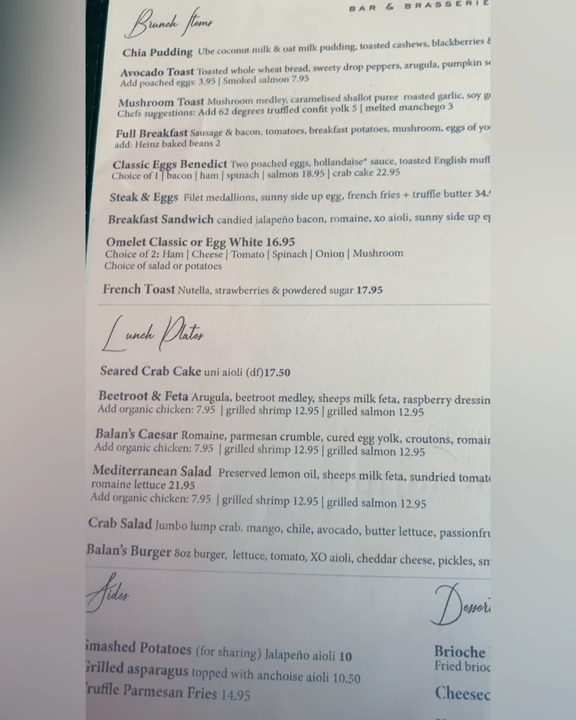 BAR & BRASSERIE
Brunch Items
Chia Pudding Ube coconut milk & oat milk pudding, toasted cashews, blackberries &
Avocado Toast Toasted whole wheat bread, sweety drop peppers, arugula, pumpkin
Add poached eggs: 3.95 | Smoked salmon 7.95
Mushroom Toast Mushroom medley, caramelised shallot puree roasted garlic, soy
Chefs suggestions: Add 62 degrees truffled confit yolk 5 | melted manchego 3
Full Breakfast Sausage & bacon, tomatoes, breakfast potatoes, mushroom, eggs of
add: Heinz baked beans 2
Classic Eggs Benedict Two poached eggs, hollandaise* sauce, toasted English
Choice of 1 | bacon | ham | spinach | salmon 18.95 | crab cake 22.95
Steak & Eggs Filet medallions, sunny side up egg, french fries + truffle butter
Breakfast Sandwich candied jalapeño bacon, romaine, xo aioli, sunny side up
Omelet Classic or Egg White 16.95
Choice of 2: Ham | Cheese | Tomato | Spinach | Onion | Mushroom
Choice of salad or potatoes
French Toast Nutella, strawberries & powdered sugar 17.95
Lunch Plates
Seared Crab Cake uni aioli (df)17.50
Beetroot & Feta Arugula, beetroot medley, sheeps milk feta, raspberry dressin
Add organic chicken: 7.95 | grilled shrimp 12.95 | grilled salmon 12.95
Balan's Caesar Romaine, parmesan crumble, cured egg yolk, croutons, romair
Add organic chicken: 7.95 | grilled shrimp 12.95 | grilled salmon 12.95
Mediterranean Salad Preserved lemon oil, sheeps milk feta, sundried tomat
romaine lettuce 21.95
Add organic chicken: 7.95 | grilled shrimp 12.95 | grilled salmon 12.95
Crab Salad Jumbo lump crab. mango, chile, avocado, butter lettuce, passionfru
Balan's Burger 8oz burger, lettuce, tomato, XO aioli, cheddar cheese, pickles, sm
Sides
Smashed Potatoes (for sharing) Jalapeño aioli 10
Grilled asparagus topped with anchoise aioli 10.50
Truffle Parmesan Fries 14.95
Desser
Brioche
Fried brioc
Cheesec